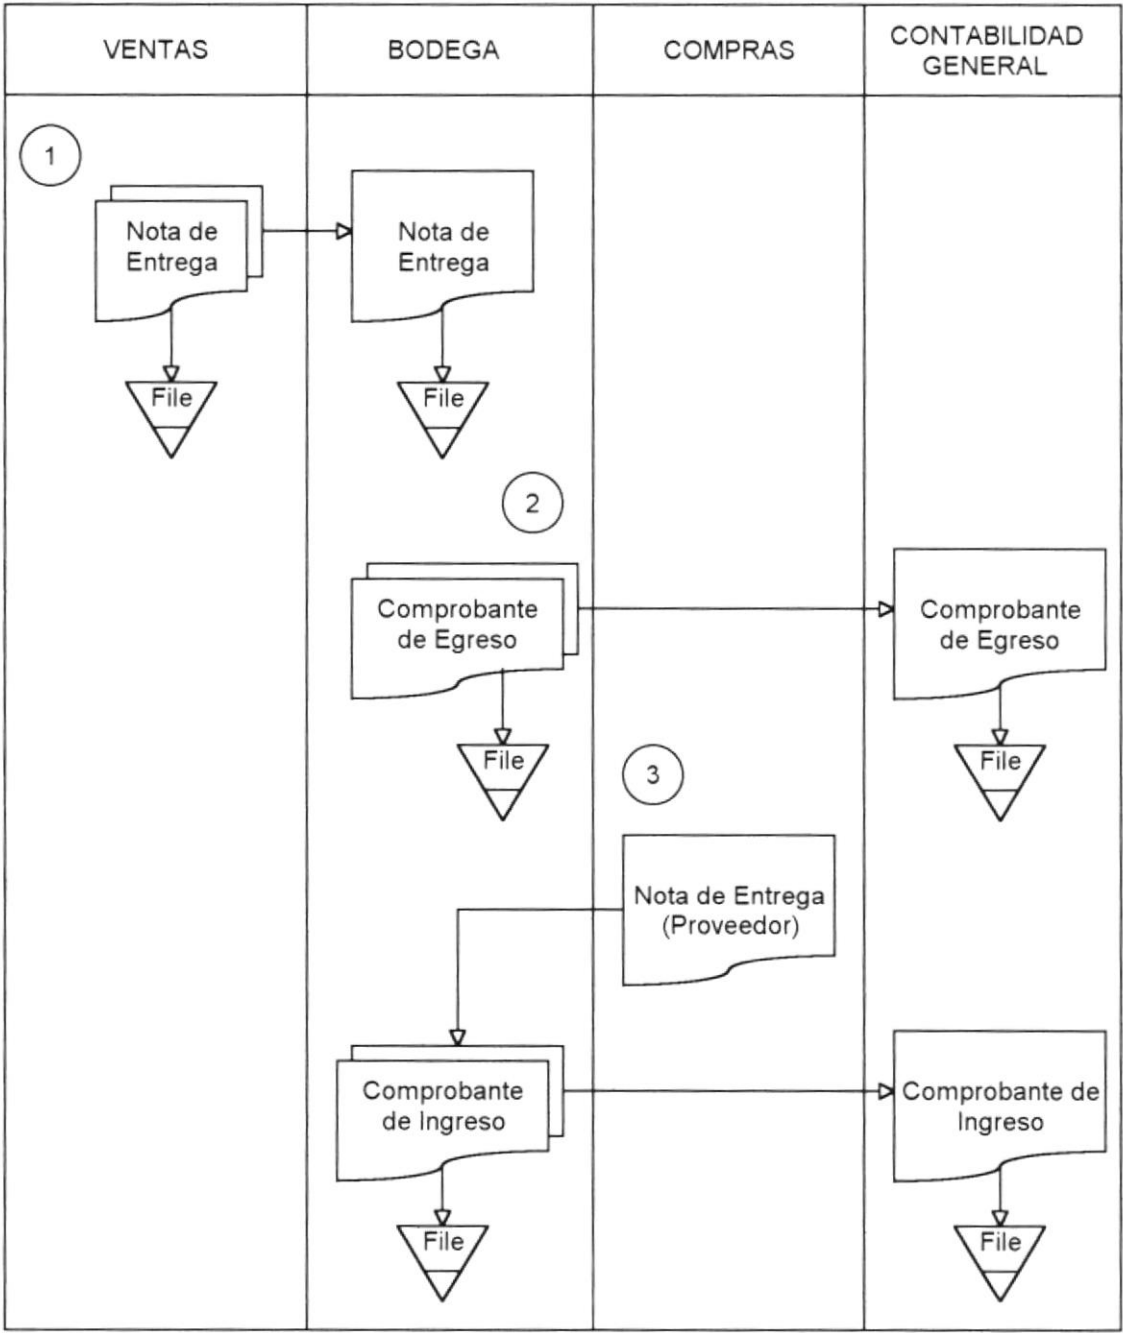 VENTAS
BODEGA
COMPRAS
CONTABILIDAD
GENERAL
1
Nota de
Entrega
Nota de
Entrega
File
File
2
Comprobante
de Egreso
Comprobante
de Egreso
File
File
3
Nota de Entrega
(Proveedor)
Comprobante
de Ingreso
Comprobante de
Ingreso
File
File